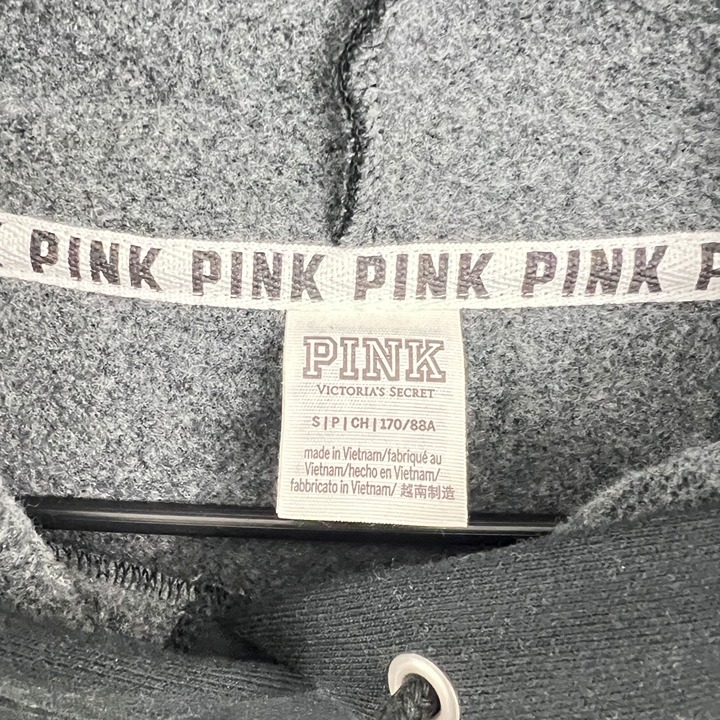 PINK PINK PINK PINK P
PINK
VICTORIA'S SECRET
S | P | CH | 170/88A
made in Vietnam/fabriqué au
Vietnam/hecho en Vietnam/
fabbricato in Vietnam/ 越南制造